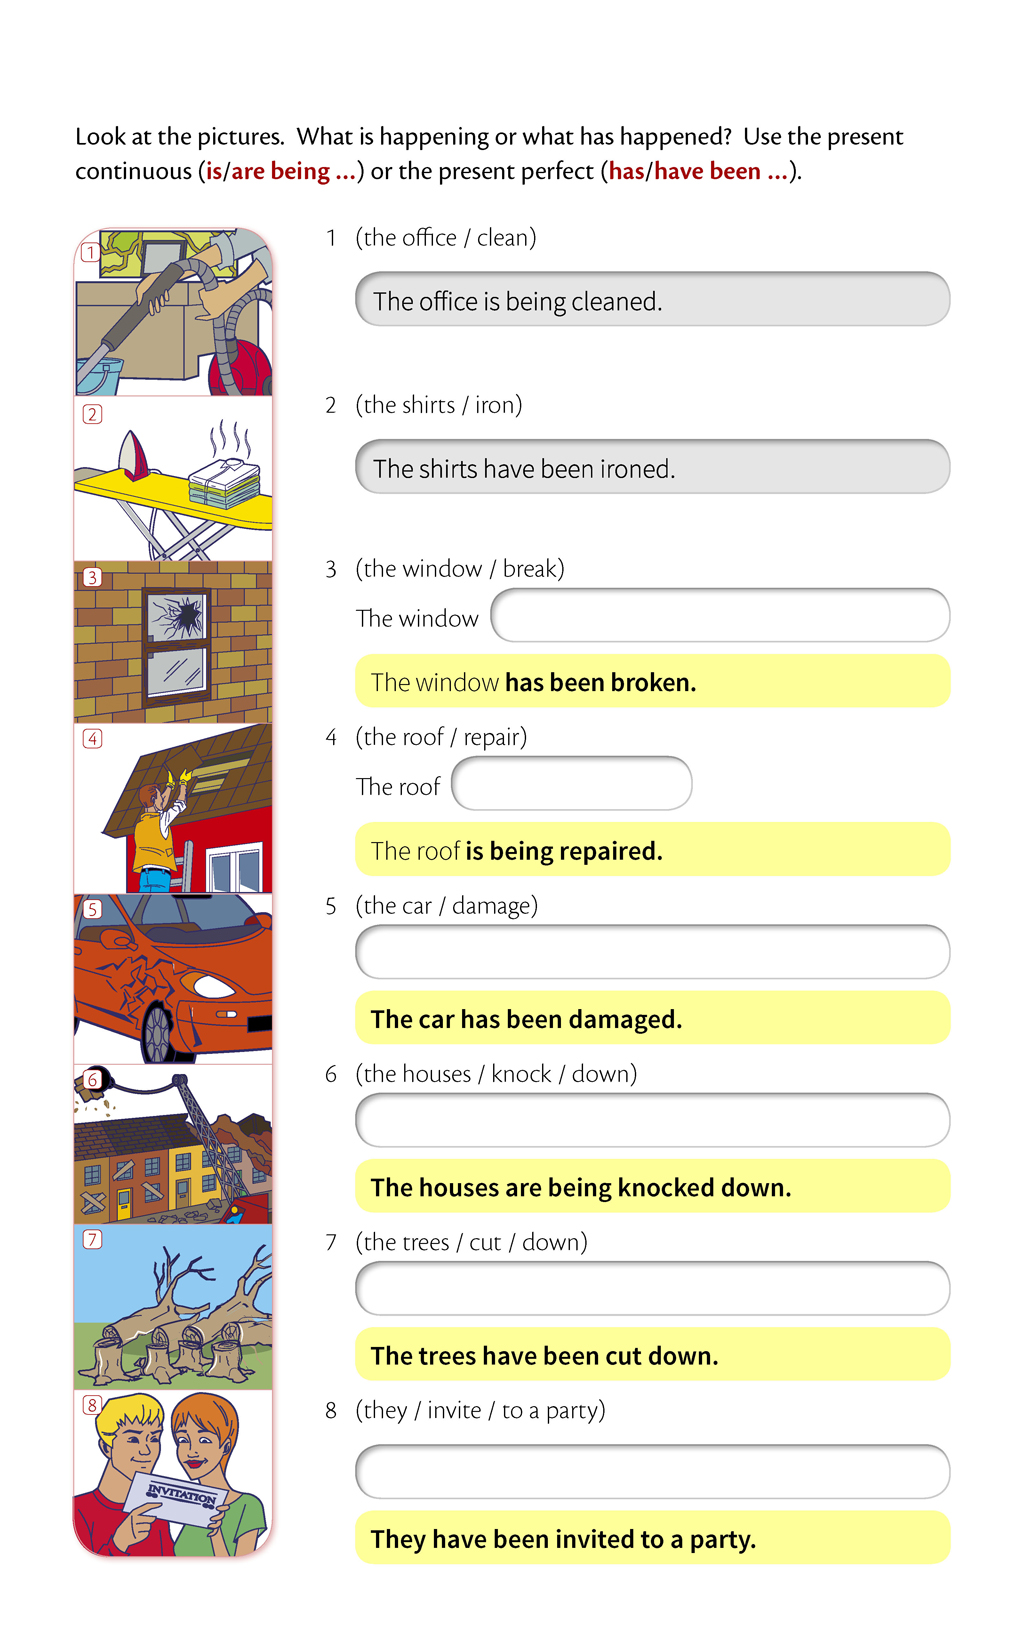 Look at the pictures. What is happening or what has happened? Use the present
continuous (is/are being ...) or the present perfect (has/have been ...).
1
1 (the office / clean)
The office is being cleaned.
2
2 (the shirts / iron)
The shirts have been ironed.
3
3 (the window / break)
The window
The window has been broken.
4
4 (the roof / repair)
The roof
The roof is being repaired.
5
5 (the car / damage)
The car has been damaged.
6
6 (the houses / knock / down)
The houses are being knocked down.
7
7 (the trees / cut / down)
The trees have been cut down.
8
8 (they / invite / to a party)
INVITATION
They have been invited to a party.